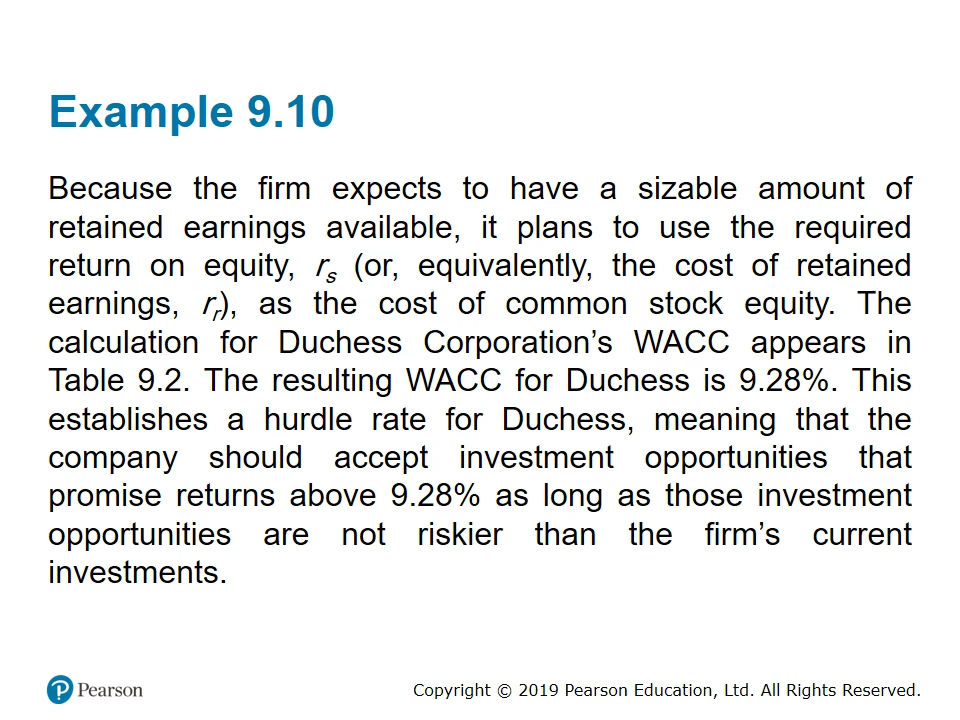 Example 9.10
Because the firm expects to have a sizable amount of
retained earnings available, it plans to use the required
return on equity, rs (or, equivalently, the cost of retained
earnings, rr), as the cost of common stock equity. The
calculation for Duchess Corporation’s WACC appears in
Table 9.2. The resulting WACC for Duchess is 9.28%. This
establishes a hurdle rate for Duchess, meaning that the
company should accept investment opportunities that
promise returns above 9.28% as long as those investment
opportunities are not riskier than the firm’s current
investments.
P Pearson
Copyright © 2019 Pearson Education, Ltd. All Rights Reserved.